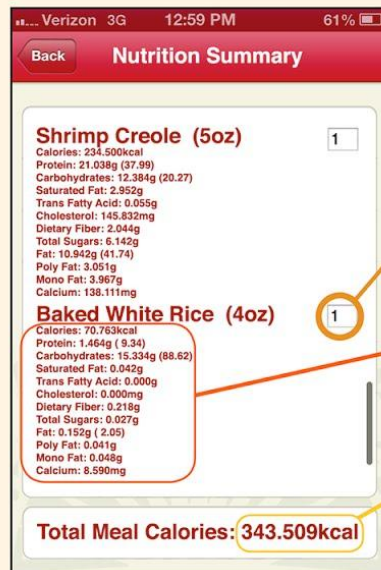 Verizon 3G 12:59 PM 61%
Back Nutrition Summary
Shrimp Creole (5oz) 1
Calories: 234.500kcal
Protein: 21.038g (37.99)
Carbohydrates: 12.384g (20.27)
Saturated Fat: 2.952g
Trans Fatty Acid: 0.055g
Cholesterol: 145.832mg
Dietary Fiber: 2.044g
Total Sugars: 6.142g
Fat: 10.942g (41.74)
Poly Fat: 3.051g
Mono Fat: 3.967g
Calcium: 138.111mg
Baked White Rice (4oz) 1
Calories: 70.763kcal
Protein: 1.464g ( 9.34)
Carbohydrates: 15.334g (88.62)
Saturated Fat: 0.042g
Trans Fatty Acid: 0.000g
Cholesterol: 0.000mg
Dietary Fiber: 0.218g
Total Sugars: 0.027g
Fat: 0.152g ( 2.05)
Poly Fat: 0.041g
Mono Fat: 0.048g
Calcium: 8.590mg
Total Meal Calories: 343.509kcal